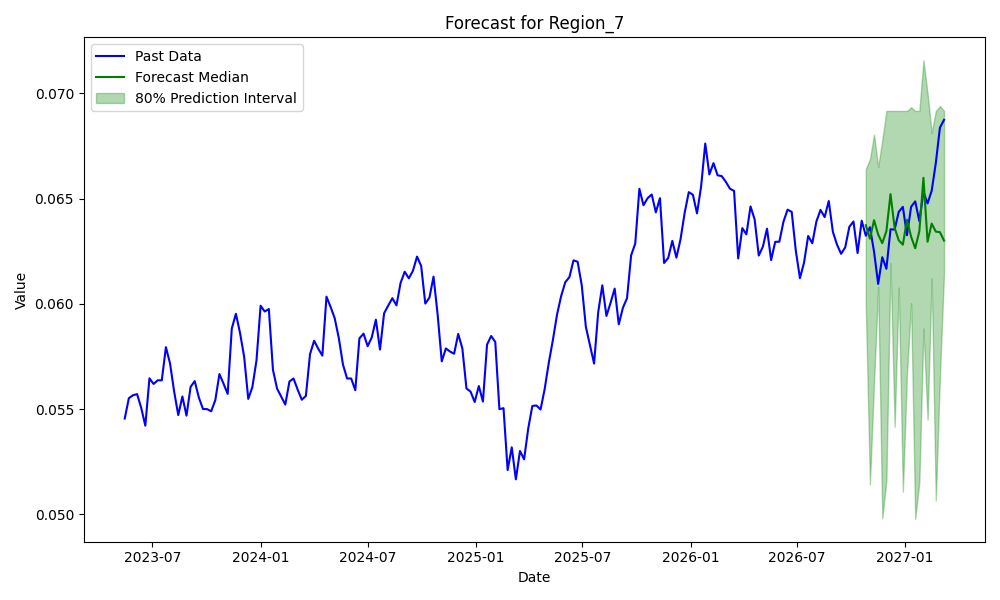 Forecast for Region_7
Past Data
Forecast Median
80% Prediction Interval
0.070
0.065
0.060
0.055
0.050
Value
2023-07 2024-01 2024-07 2025-01 2025-07 2026-01 2026-07 2027-01
Date